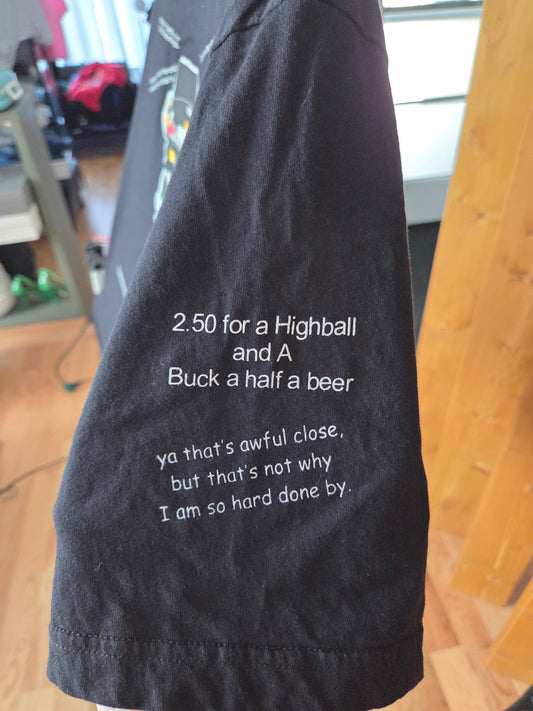 2.50 for a Highball
and A
Buck a half a beer
ya that's awful close,
but that's not why
I am so hard done by.